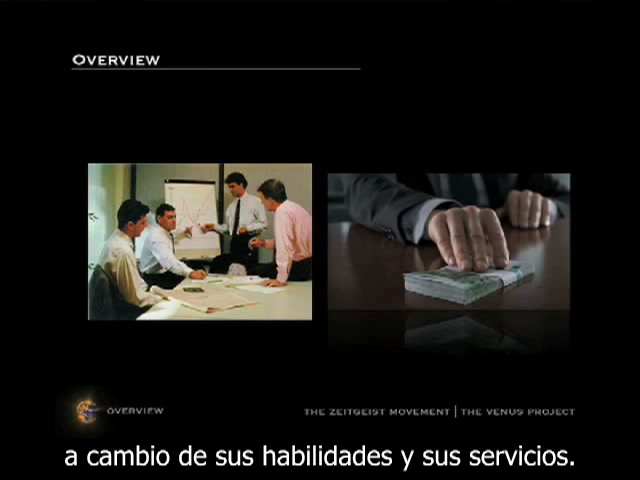 OVERVIEW
OVERVIEW
THE ZEITGEIST MOVEMENT | THE VENUS PROJECT
a cambio de sus habilidades y sus servicios.